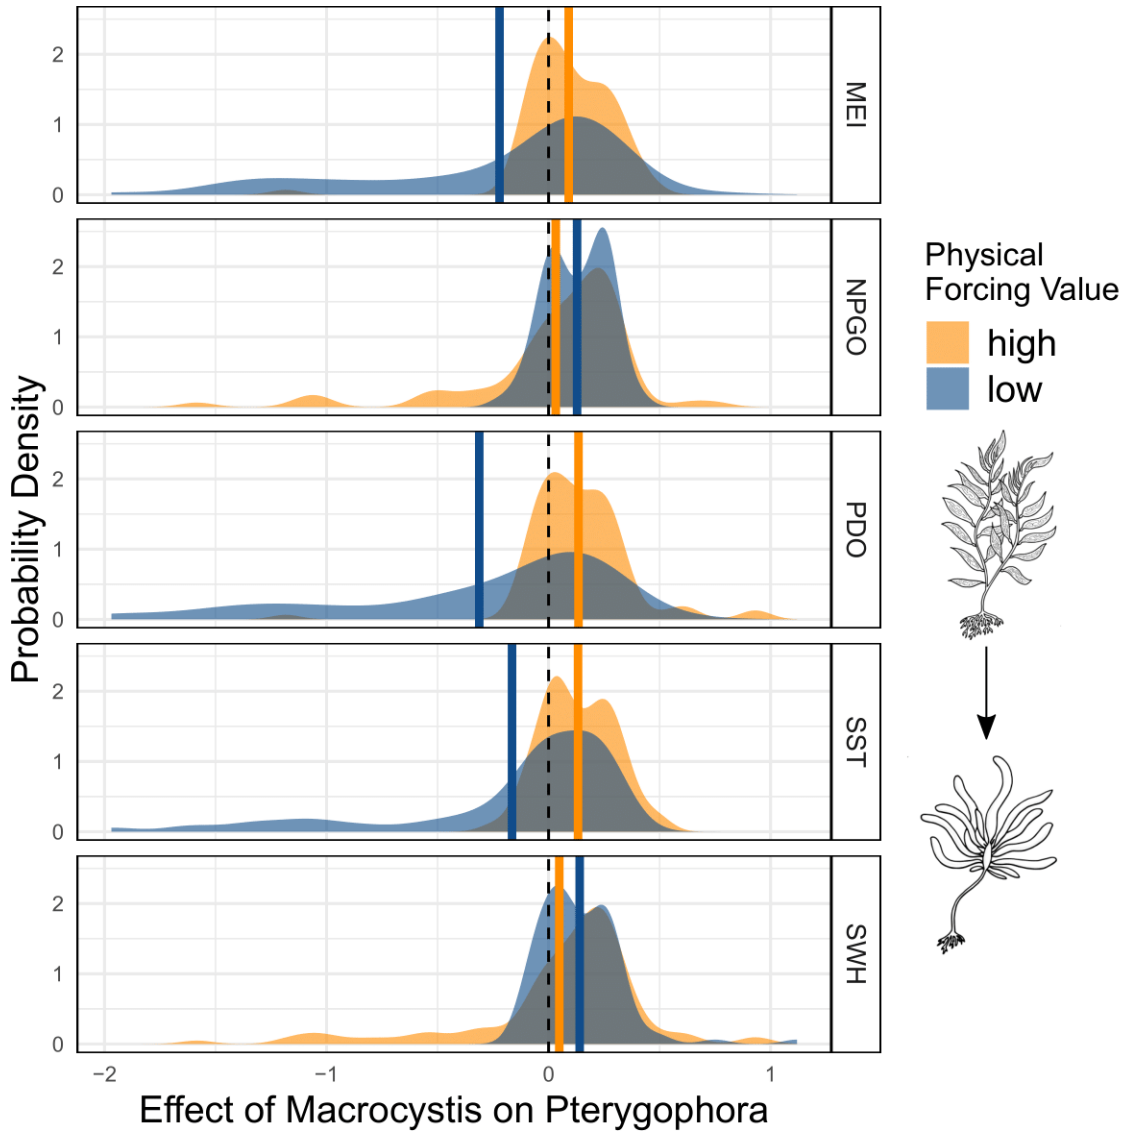 2
1
0
MEI
2
1
0
NPGO
2
1
0
PDO
2
1
0
SST
2
1
0
SWH
−2
−1
0
1
Effect of Macrocystis on Pterygophora
Probability Density
Physical
Forcing Value
high
low